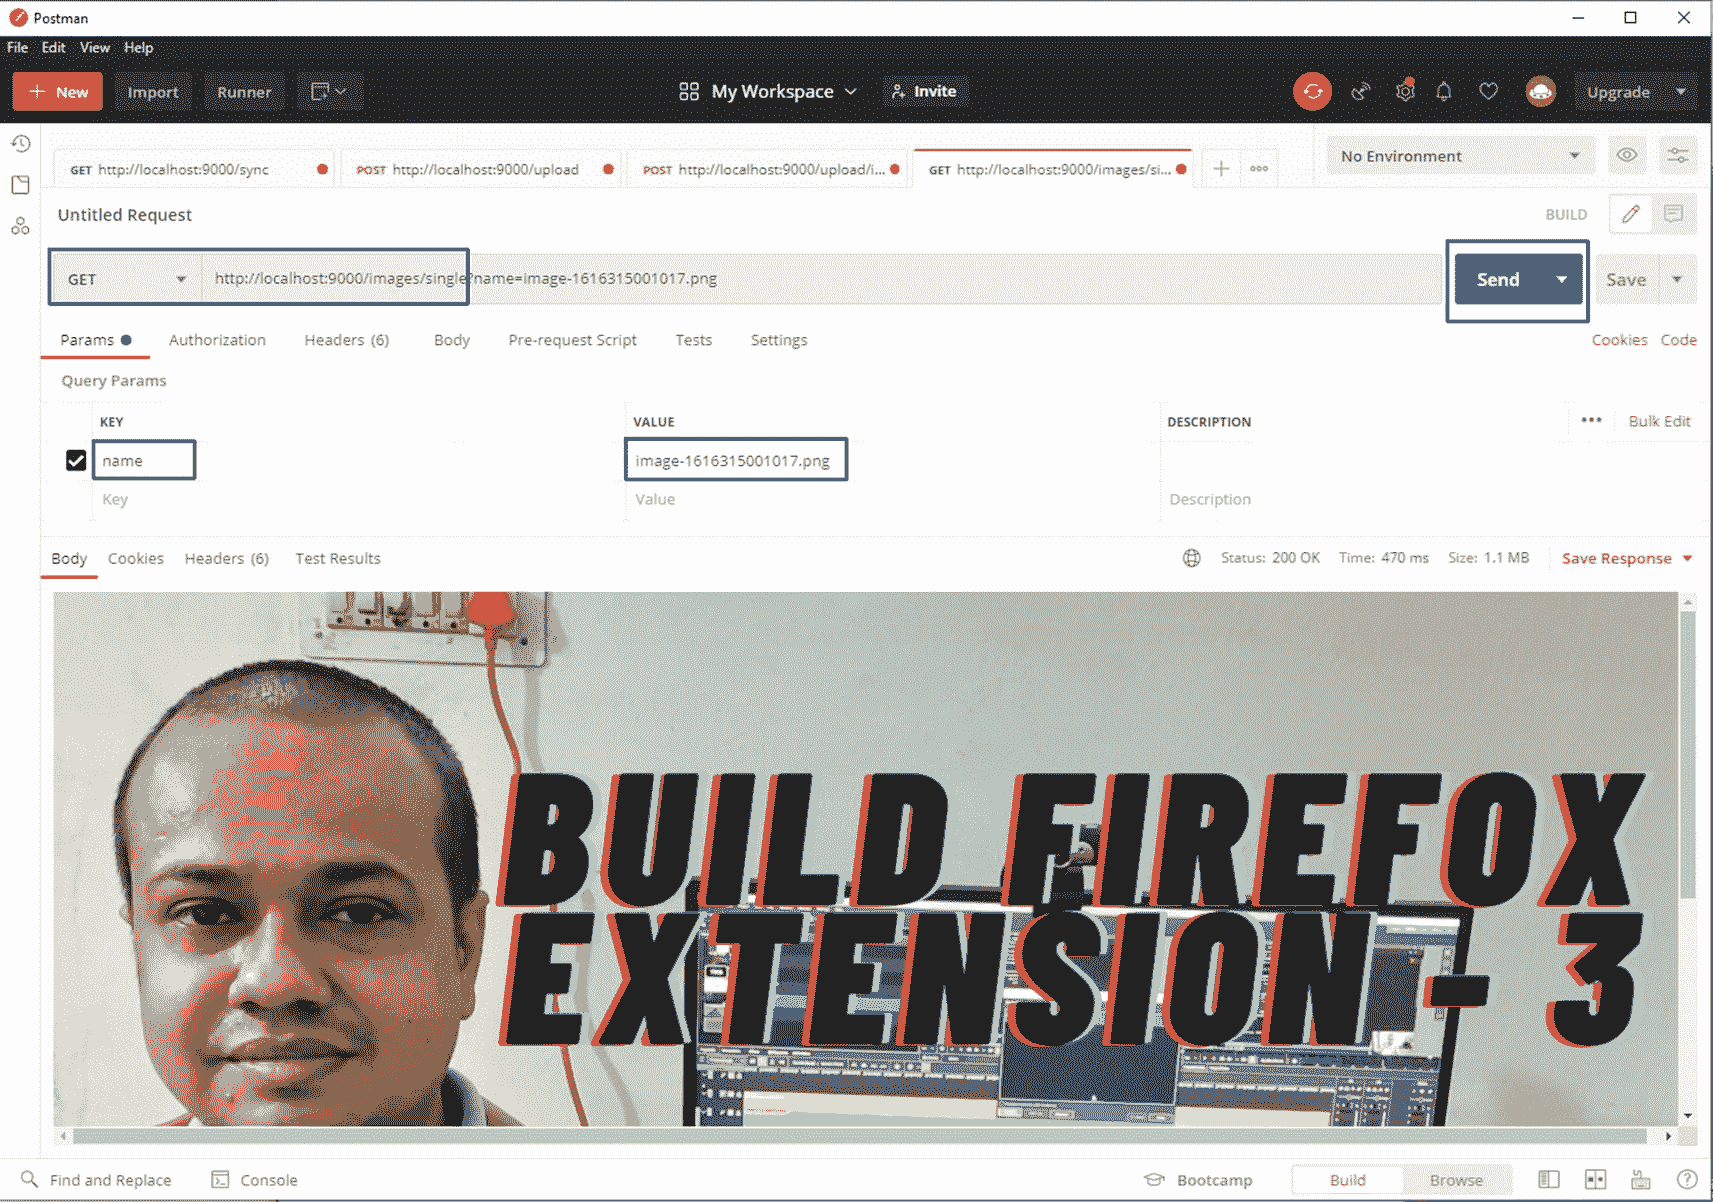 Postman
File Edit View Help
+ New Import Runner My Workspace Invite Upgrade
GET http://localhost:9000/sync POST http://localhost:9000/upload POST http://localhost:9000/upload/i... GET http://localhost:9000/images/si... + ooo No Environment
Untitled Request BUILD
GET http://localhost:9000/images/single?name=image-1616315001017.png Send Save
Params Authorization Headers (6) Body Pre-request Script Tests Settings Cookies Code
Query Params
KEY VALUE DESCRIPTION ••• Bulk Edit
name image-1616315001017.png
Key Value Description
Body Cookies Headers (6) Test Results Status: 200 OK Time: 470 ms Size: 1.1 MB Save Response
BUILD FIREFOX
EXTENSION - 3
Find and Replace Console Bootcamp Build Browse